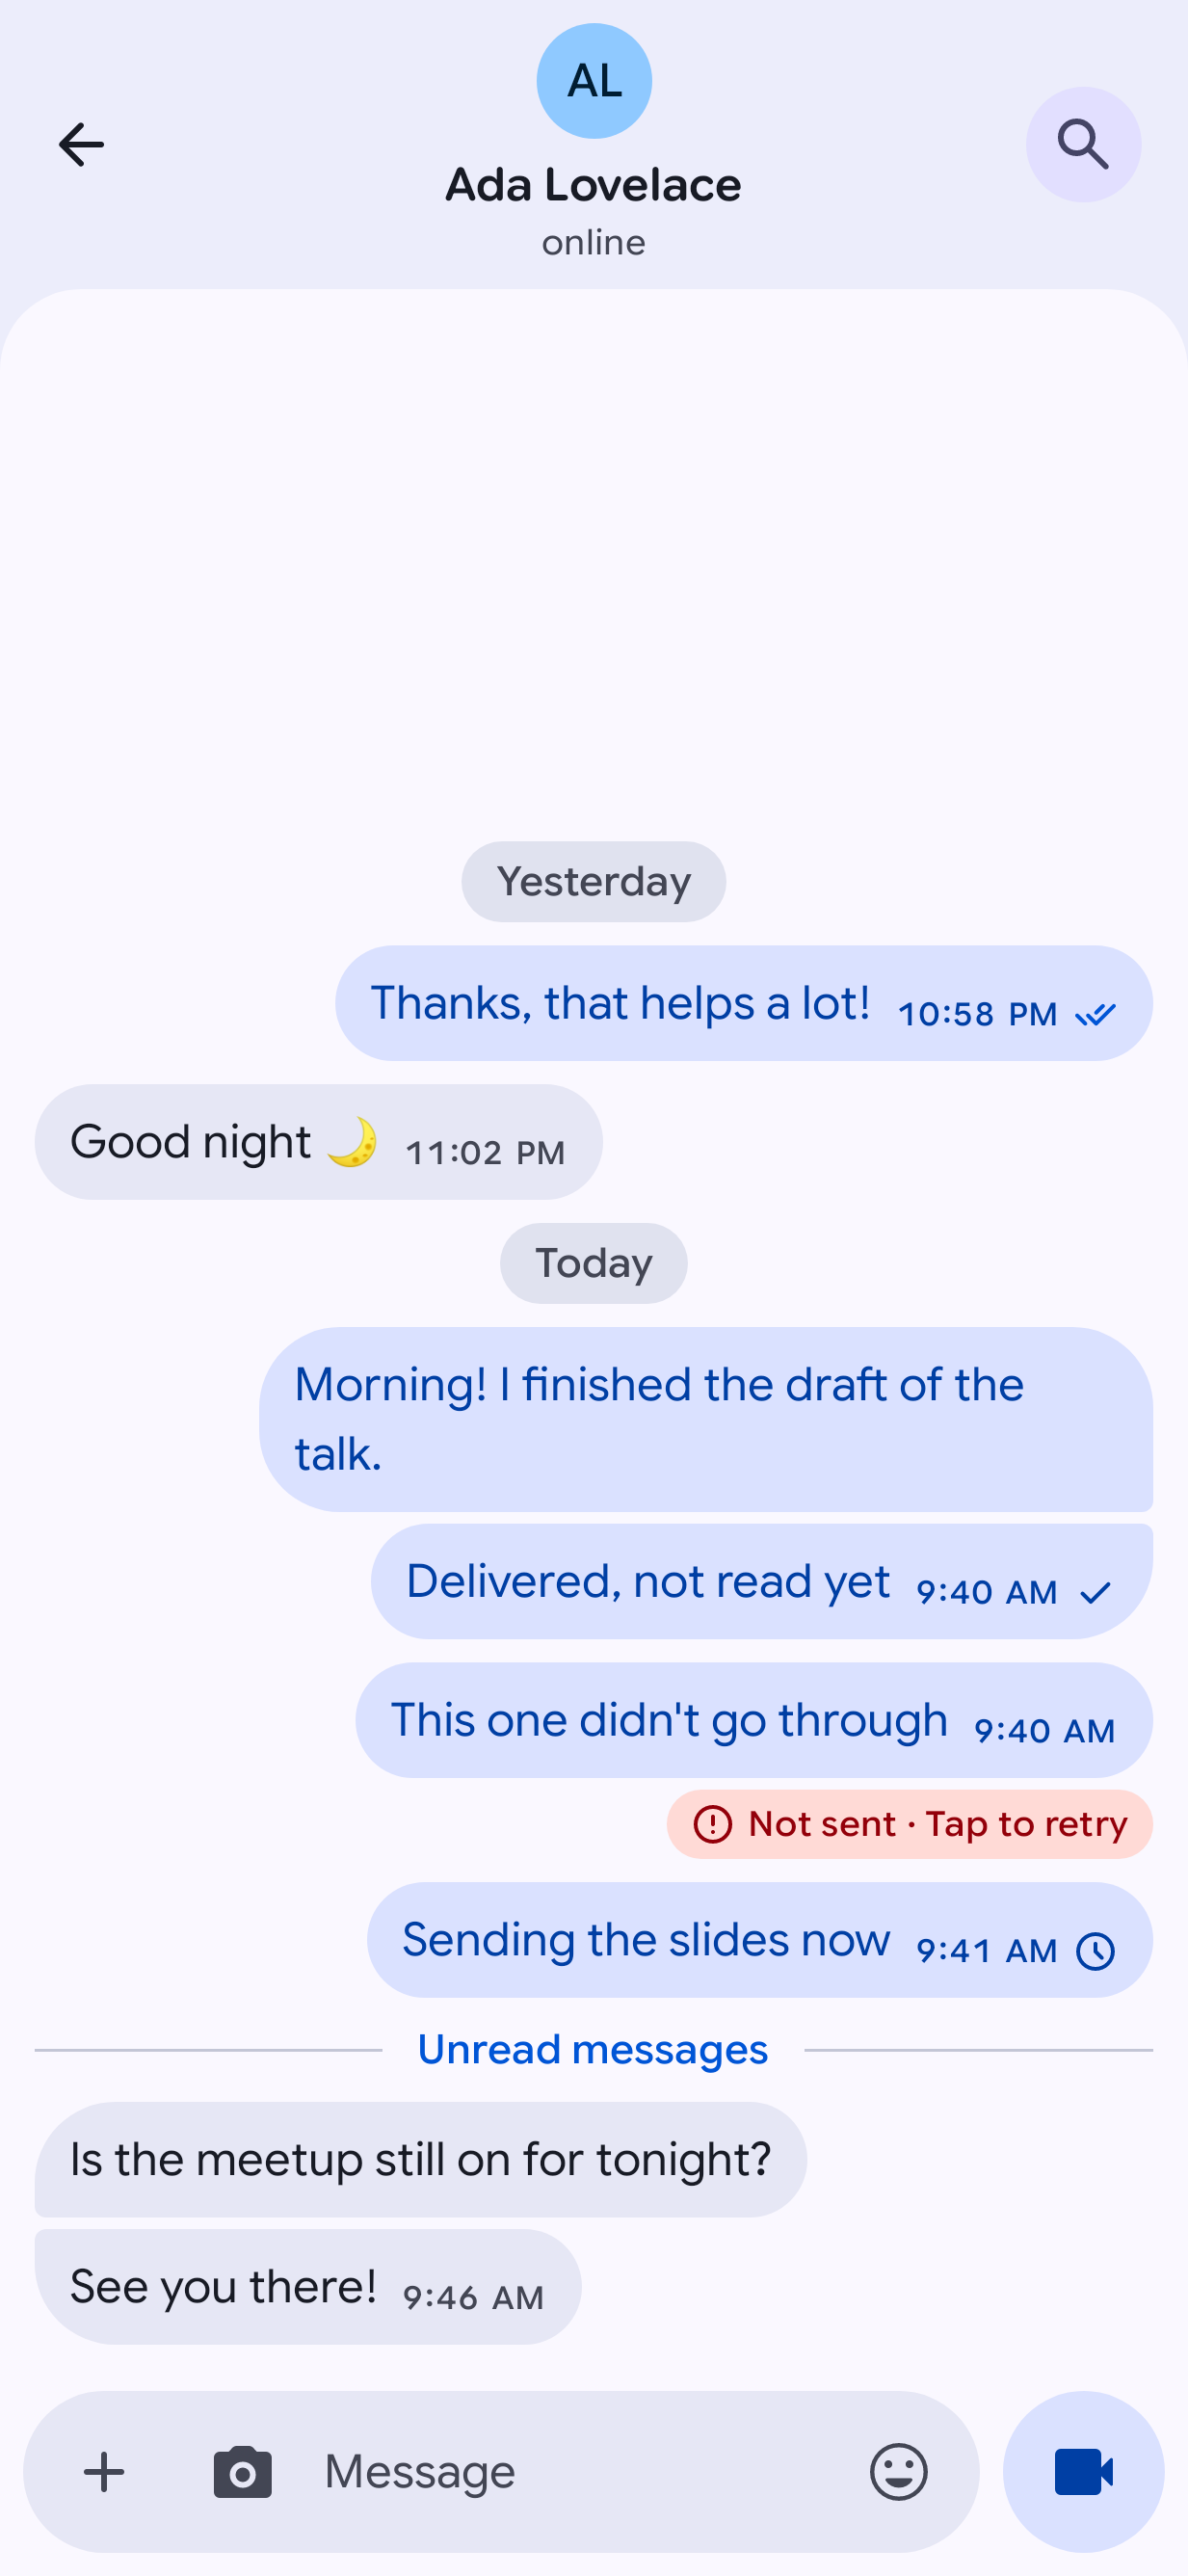 AL
Ada Lovelace
online
Yesterday
Thanks, that helps a lot! 10:58 PM
Good night 🌙 11:02 PM
Today
Morning! I finished the draft of the
talk.
Delivered, not read yet 9:40 AM
This one didn't go through 9:40 AM
Not sent · Tap to retry
Sending the slides now 9:41 AM
Unread messages
Is the meetup still on for tonight?
See you there! 9:46 AM
Message